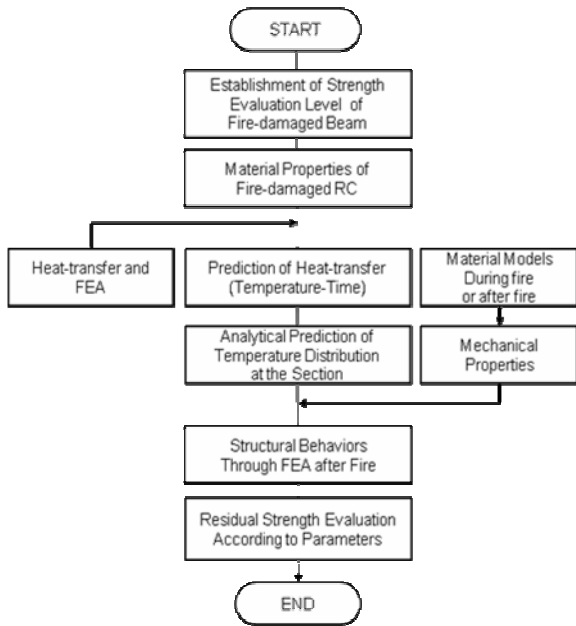 START
Establishment of Strength
Evaluation Level of
Fire-damaged Beam
Material Properties of
Fire-damaged RC
Heat-transfer and
FEA
Prediction of Heat-transfer
(Temperature-Time)
Material Models
During fire
or after fire
Analytical Prediction of
Temperature Distribution
at the Section
Mechanical
Properties
Structural Behaviors
Through FEA after Fire
Residual Strength Evaluation
According to Parameters
END